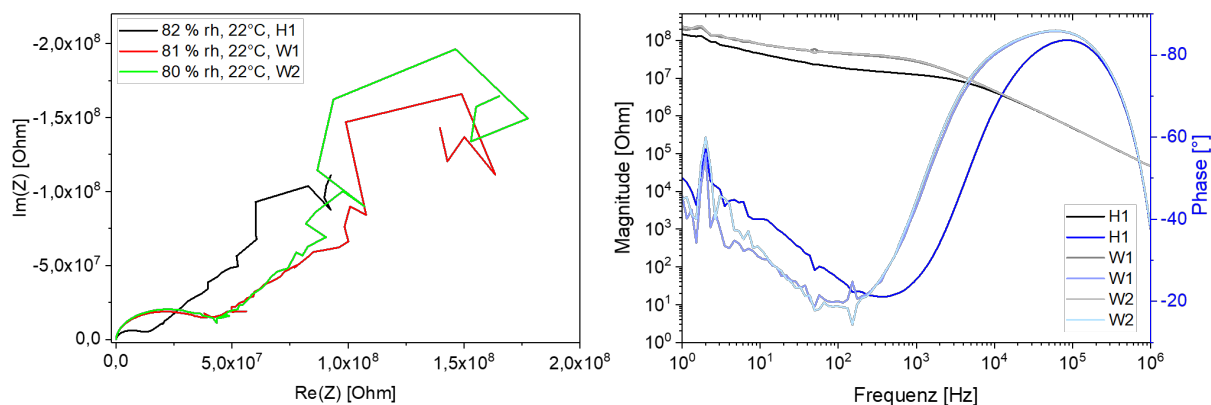 -2,0x10⁸
-1,5x10⁸
-1,0x10⁸
-5,0x10⁷
0,0
Im(Z) [Ohm]
82 % rh, 22°C, H1
81 % rh, 22°C, W1
80 % rh, 22°C, W2
0,0
5,0x10⁷
1,0x10⁸
1,5x10⁸
2,0x10⁸
Re(Z) [Ohm]
10⁸
10⁷
10⁶
10⁵
10⁴
10³
10²
10¹
10⁰
Magnitude [Ohm]
H1
H1
W1
W1
W2
W2
10⁰
10¹
10²
10³
10⁴
10⁵
10⁶
Frequenz [Hz]
-80
-60
-40
-20
Phase [°]